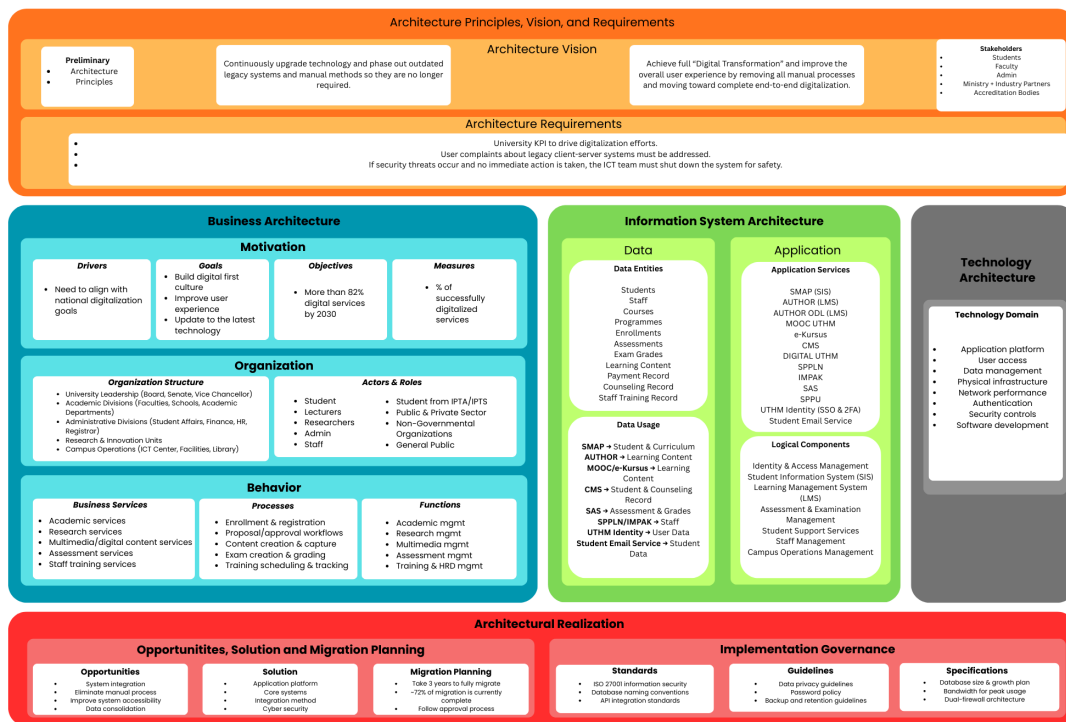 Architecture Principles, Vision, and Requirements
Architecture Vision
Preliminary
Architecture
Principles
Continuously upgrade technology and phase out outdated
legacy systems and manual methods so they are no longer
required.
Achieve full “Digital Transformation” and improve the
overall user experience by removing all manual processes
and moving toward complete end-to-end digitalization.
Stakeholders
Students
Faculty
Admin
Ministry + Industry Partners
Accreditation Bodies
Architecture Requirements
University KPI to drive digitalization efforts.
User complaints about legacy client-server systems must be addressed.
If security threats occur and no immediate action is taken, the ICT team must shut down the system for safety.
Business Architecture
Motivation
Drivers
Need to align with
national digitalization
goals
Goals
Build digital first
culture
Improve user
experience
Update to the latest
technology
Objectives
More than 82%
digital services
by 2030
Measures
% of
successfully
digitalized
services
Organization
Organization Structure
University Leadership (Board, Senate, Vice Chancellor)
Academic Divisions (Faculties, Schools, Academic
Departments)
Administrative Divisions (Student Affairs, Finance, HR,
Registrar)
Research & Innovation Units
Campus Operations (ICT Center, Facilities, Library)
Actors & Roles
Student
Lecturers
Researchers
Admin
Staff
Student from IPTA/IPTS
Public & Private Sector
Non-Governmental
Organizations
General Public
Behavior
Business Services
Academic services
Research services
Multimedia/digital content services
Assessment services
Staff training services
Processes
Enrollment & registration
Proposal/approval workflows
Content creation & capture
Exam creation & grading
Training scheduling & tracking
Functions
Academic mgmt
Research mgmt
Multimedia mgmt
Assessment mgmt
Training & HRD mgmt
Information System Architecture
Data
Data Entities
Students
Staff
Courses
Programmes
Enrollments
Assessments
Exam Grades
Learning Content
Payment Record
Counseling Record
Staff Training Record
Data Usage
SMAP → Student & Curriculum
AUTHOR → Learning Content
MOOC/e-Kursus → Learning
Content
CMS → Student & Counseling
Record
SAS → Assessment & Grades
SPPLN/IMPAK → Staff
UTHM Identity → User Data
Student Email Service → Student
Data
Application
Application Services
SMAP (SIS)
AUTHOR (LMS)
AUTHOR ODL (LMS)
MOOC UTHM
e-Kursus
CMS
DIGITAL UTHM
SPPLN
IMPAK
SAS
SPPU
UTHM Identity (SSO & 2FA)
Student Email Service
Logical Components
Identity & Access Management
Student Information System (SIS)
Learning Management System
(LMS)
Assessment & Examination
Management
Student Support Services
Staff Management
Campus Operations Management
Technology
Architecture
Technology Domain
Application platform
User access
Data management
Physical infrastructure
Network performance
Authentication
Security controls
Software development
Architectural Realization
Opportunitites, Solution and Migration Planning
Opportunities
System integration
Eliminate manual process
Improve system accessibility
Data consolidation
Solution
Application platform
Core systems
Integration method
Cyber security
Migration Planning
Take 3 years to fully migrate
~72% of migration is currently
complete
Follow approval process
Implementation Governance
Standards
ISO 27001 information security
Database naming conventions
API integration standards
Guidelines
Data privacy guidelines
Password policy
Backup and retention guidelines
Specifications
Database size & growth plan
Bandwidth for peak usage
Dual-firewall architecture